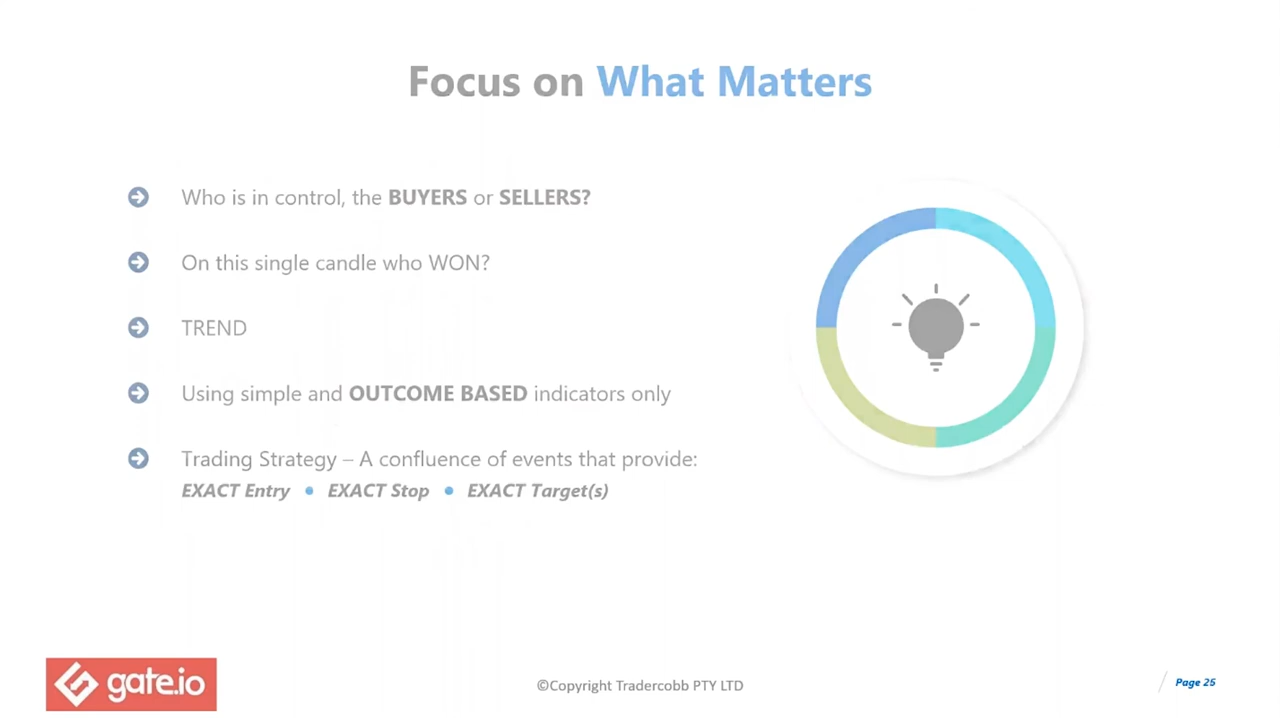 Focus on What Matters
Who is in control, the BUYERS or SELLERS?
On this single candle who WON?
TREND
Using simple and OUTCOME BASED indicators only
Trading Strategy – A confluence of events that provide:
EXACT Entry • EXACT Stop • EXACT Target(s)
gate.io
©Copyright Tradercobb PTY LTD
Page 25